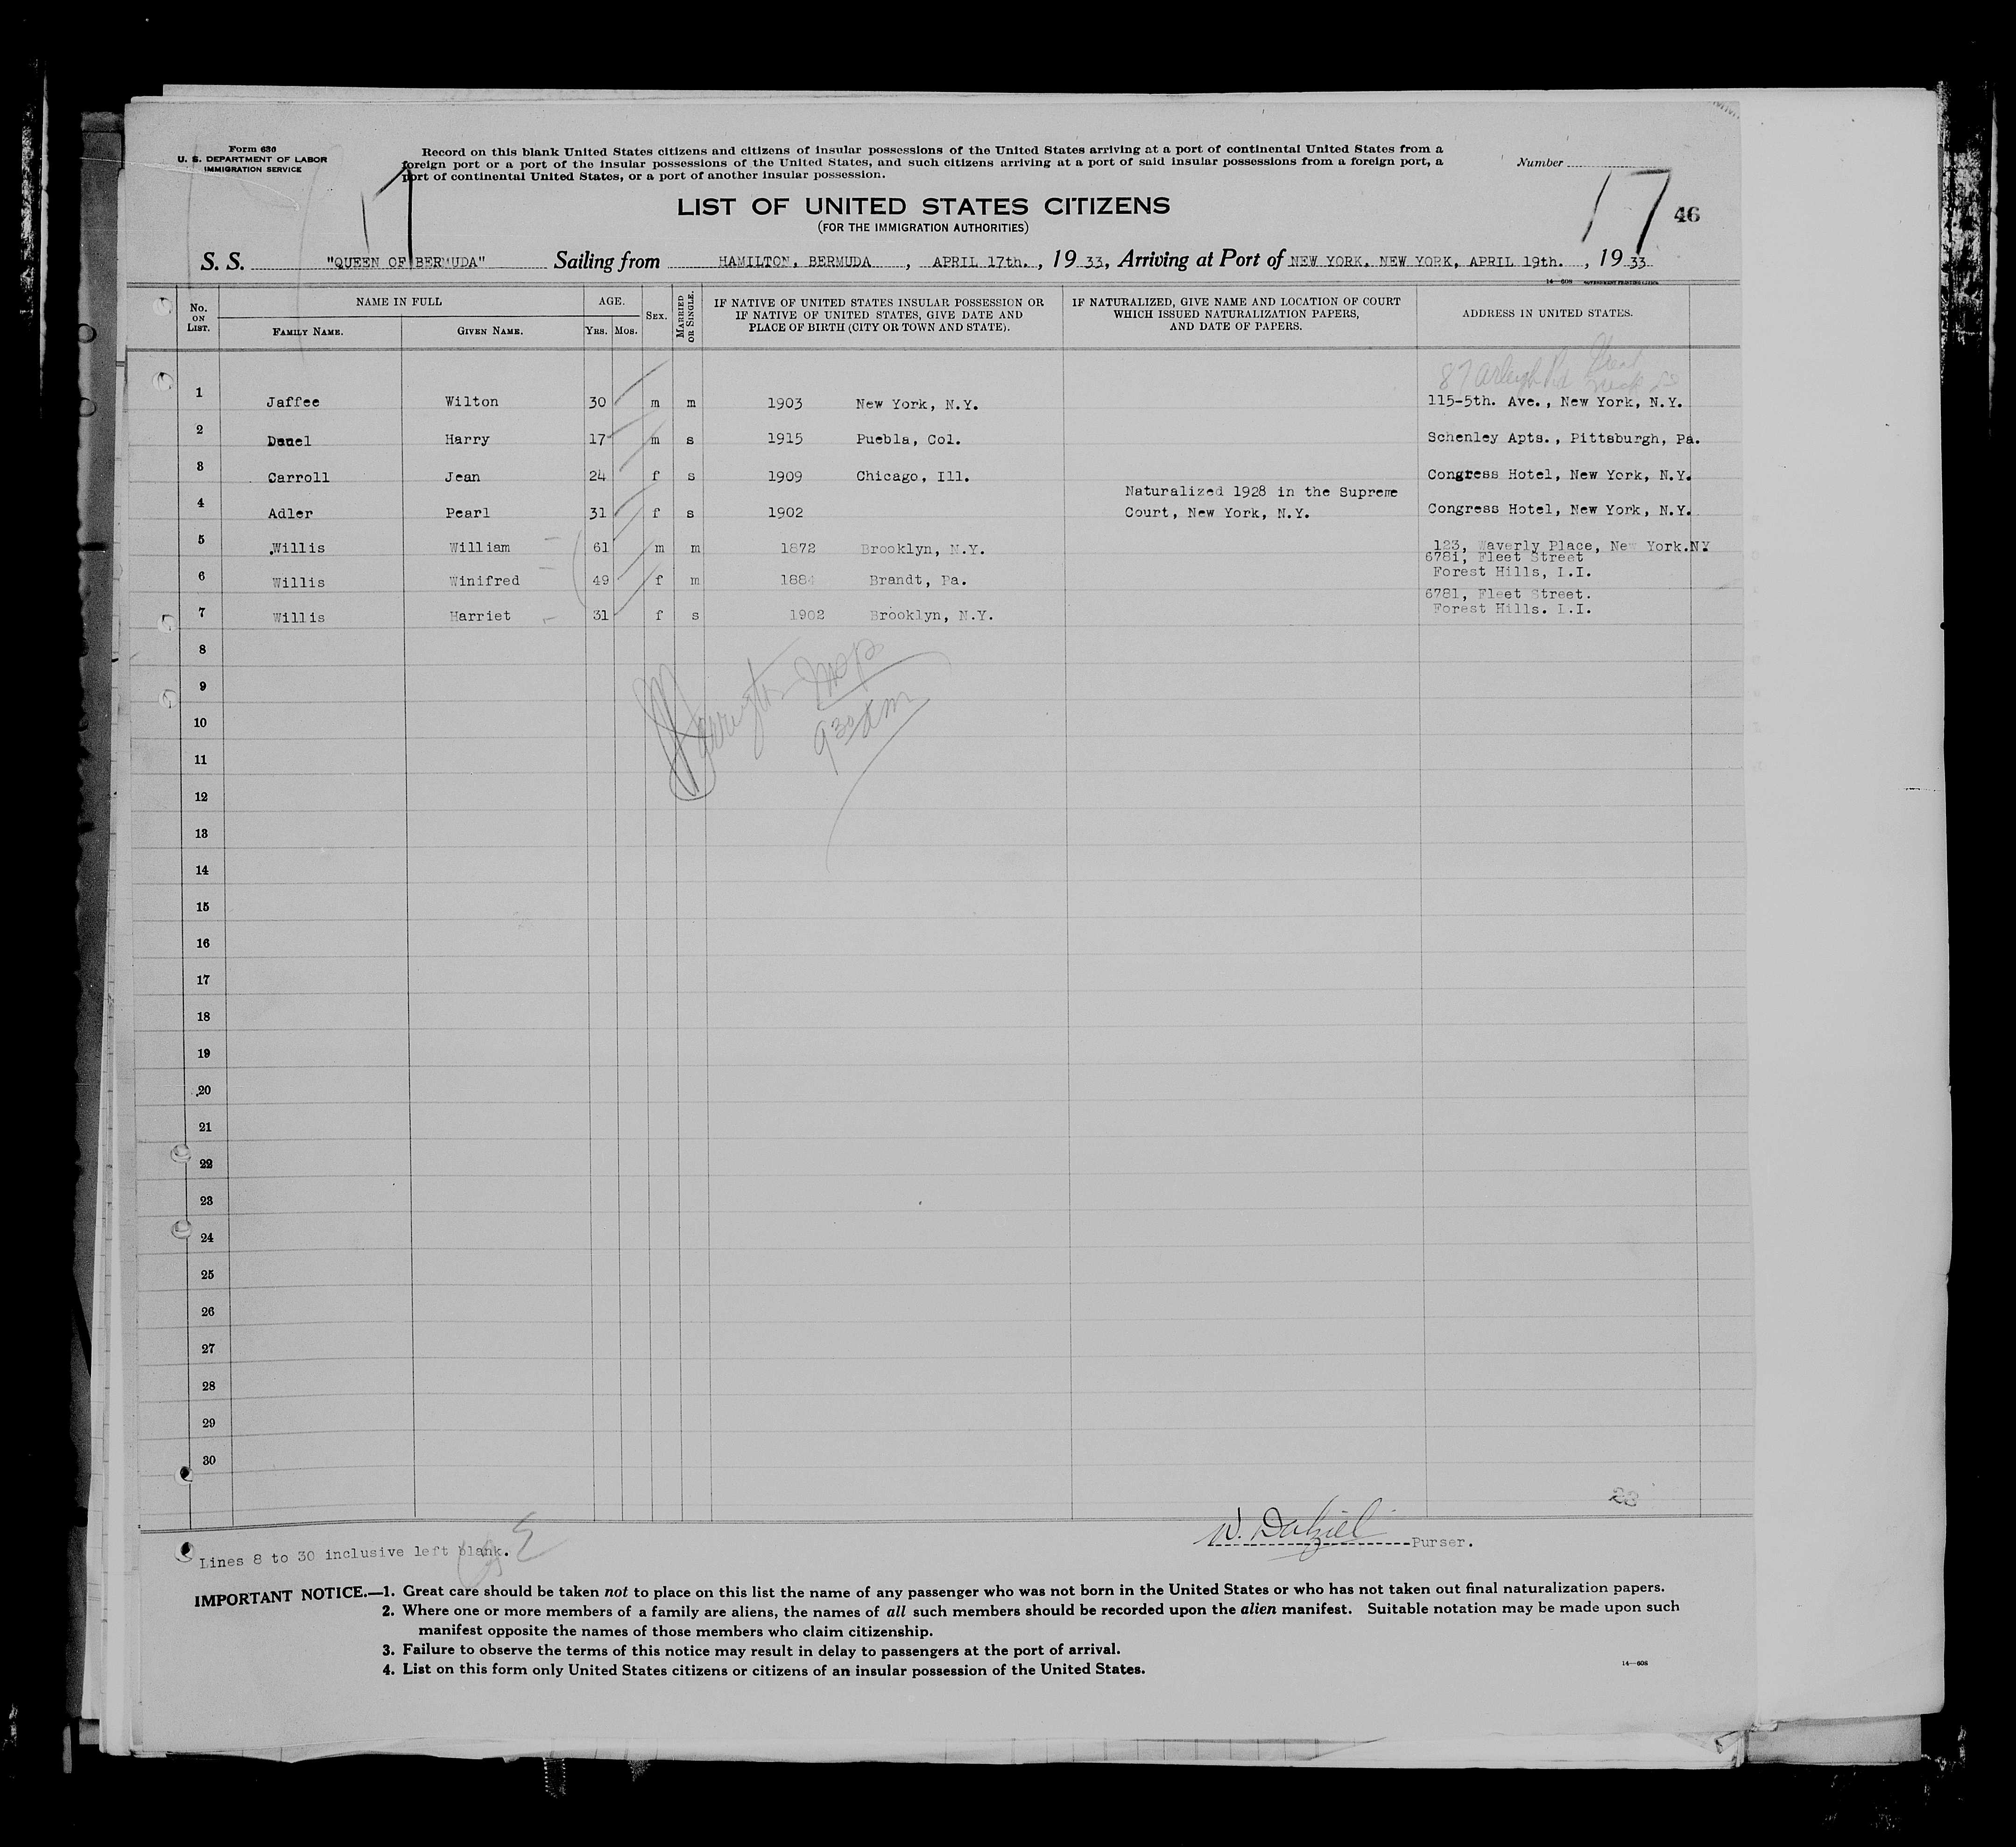 Form 630
U. S. DEPARTMENT OF LABOR
IMMIGRATION SERVICE
Record on this blank United States citizens and citizens of insular possessions of the United States arriving at a port of continental United States from a
foreign port or a port of the insular possessions of the United States, and such citizens arriving at a port of said insular possessions from a foreign port, a
port of continental United States, or a port of another insular possession.
Number
17
17
46
LIST OF UNITED STATES CITIZENS
(FOR THE IMMIGRATION AUTHORITIES)
S. S. "QUEEN OF BERMUDA" Sailing from HAMILTON, BERMUDA, APRIL 17th., 19 33, Arriving at Port of NEW YORK, NEW YORK, APRIL 19th., 19 33
14—608 GOVERNMENT PRINTING OFFICE
No. ON LIST. NAME IN FULL FAMILY NAME. GIVEN NAME. AGE. YRS. MOS. SEX. MARRIED OR SINGLE. IF NATIVE OF UNITED STATES INSULAR POSSESSION OR IF NATIVE OF UNITED STATES, GIVE DATE AND PLACE OF BIRTH (CITY OR TOWN AND STATE). IF NATURALIZED, GIVE NAME AND LOCATION OF COURT WHICH ISSUED NATURALIZATION PAPERS, AND DATE OF PAPERS. ADDRESS IN UNITED STATES.
87 Arleigh Rd Great Neck
1 Jaffee Wilton 30 m m 1903 New York, N.Y. 115-5th. Ave., New York, N.Y.
2 Danel Harry 17 m s 1915 Puebla, Col. Schenley Apts., Pittsburgh, Pa.
3 Carroll Jean 24 f s 1909 Chicago, Ill. Congress Hotel, New York, N.Y.
Naturalized 1928 in the Supreme
4 Adler Pearl 31 f s 1902 Court, New York, N.Y. Congress Hotel, New York, N.Y.
5 Willis William 61 m m 1872 Brooklyn, N.Y. 123, Waverly Place, New York.NY
6781, Fleet Street
6 Willis Winifred 49 f m 1884 Brandt, Pa. Forest Hills, I.I.
6781, Fleet Street.
7 Willis Harriet 31 f s 1902 Brooklyn, N.Y. Forest Hills. I.I.
8
9
9 30 AM
10
11
12
13
14
15
16
17
18
19
20
21
22
23
24
25
26
27
28
29
30
23
W. Dalziel Purser.
Lines 8 to 30 inclusive left blank.
IMPORTANT NOTICE.—1. Great care should be taken not to place on this list the name of any passenger who was not born in the United States or who has not taken out final naturalization papers.
2. Where one or more members of a family are aliens, the names of all such members should be recorded upon the alien manifest. Suitable notation may be made upon such
manifest opposite the names of those members who claim citizenship.
3. Failure to observe the terms of this notice may result in delay to passengers at the port of arrival.
4. List on this form only United States citizens or citizens of an insular possession of the United States.
14—608